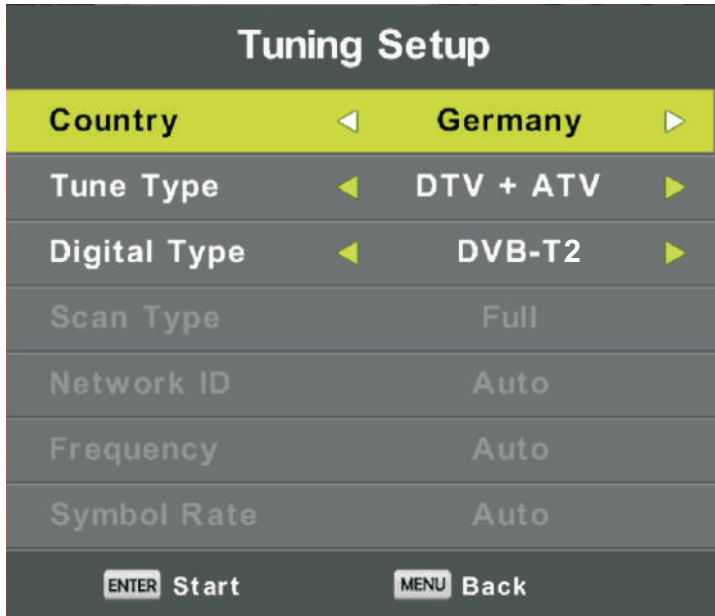 Tuning Setup
Country Germany
Tune Type DTV + ATV
Digital Type DVB-T2
Scan Type Full
Network ID Auto
Frequency Auto
Symbol Rate Auto
ENTER Start MENU Back